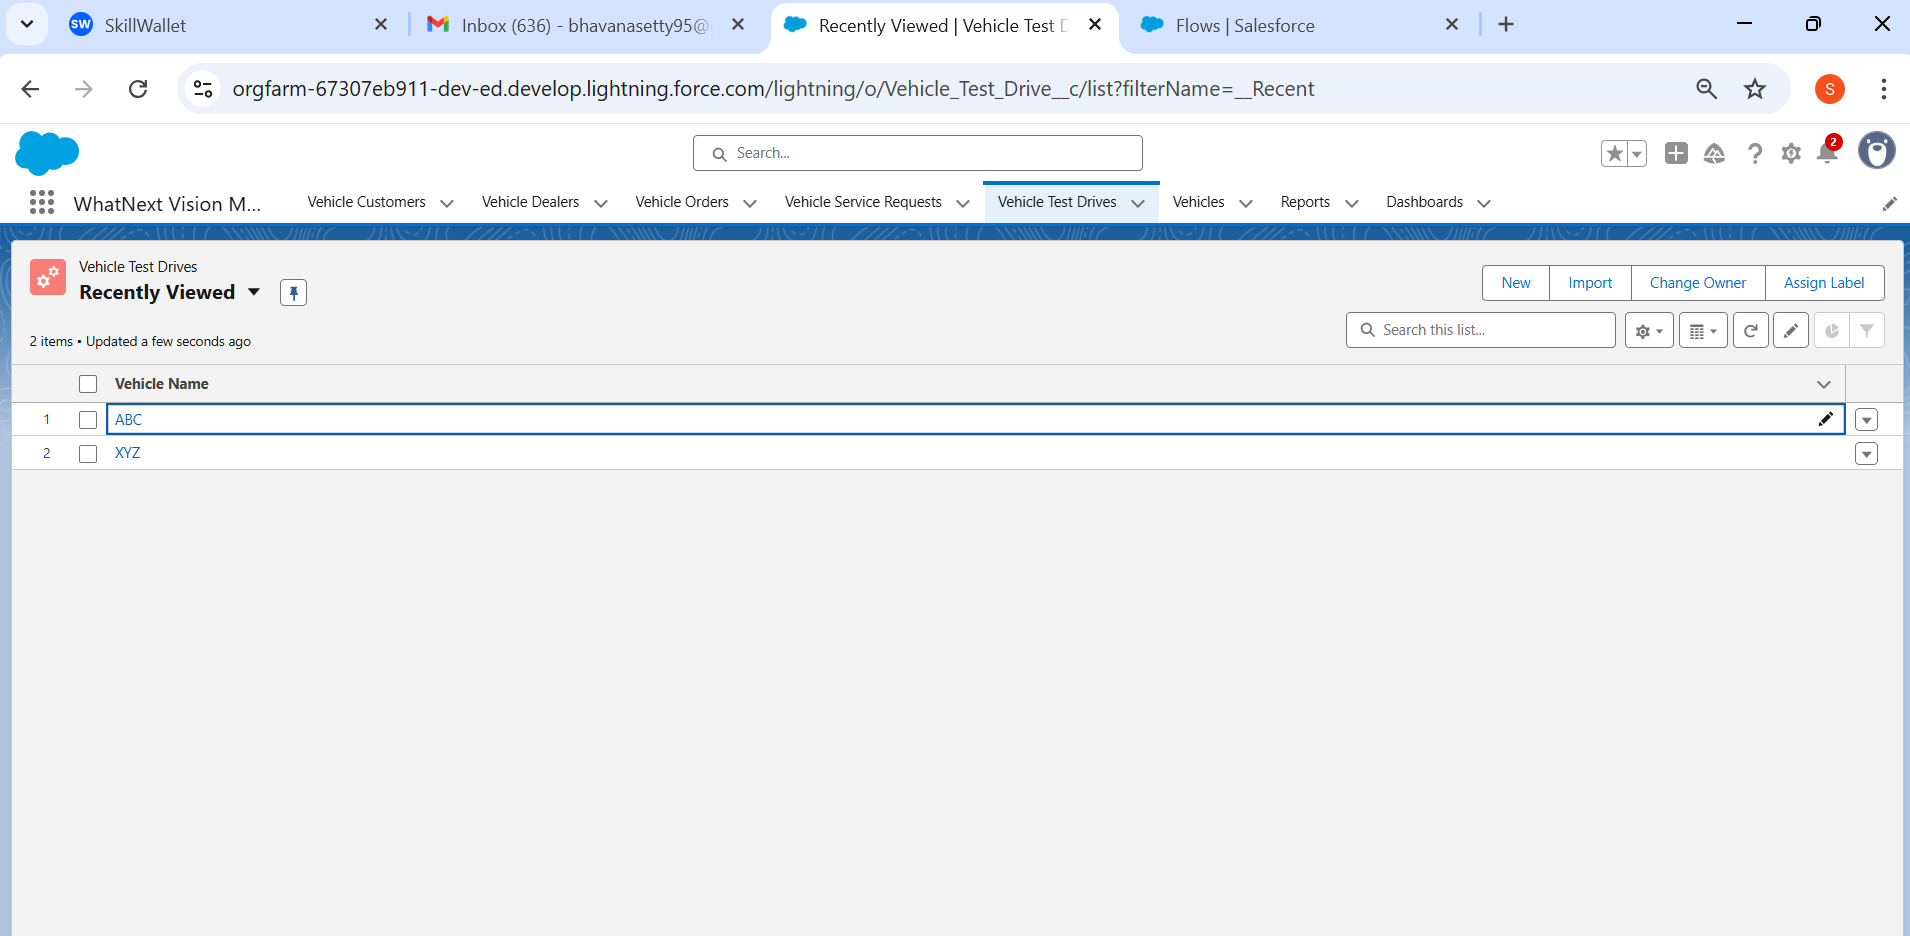 SW SkillWallet
Inbox (636) - bhavanasetty95@
Recently Viewed | Vehicle Test D
Flows | Salesforce
orgfarm-67307eb911-dev-ed.develop.lightning.force.com/lightning/o/Vehicle_Test_Drive__c/list?filterName=__Recent
S
Search...
2
WhatNext Vision M...
Vehicle Customers
Vehicle Dealers
Vehicle Orders
Vehicle Service Requests
Vehicle Test Drives
Vehicles
Reports
Dashboards
Vehicle Test Drives
Recently Viewed
New
Import
Change Owner
Assign Label
2 items • Updated a few seconds ago
Search this list...
Vehicle Name
1 ABC
2 XYZ